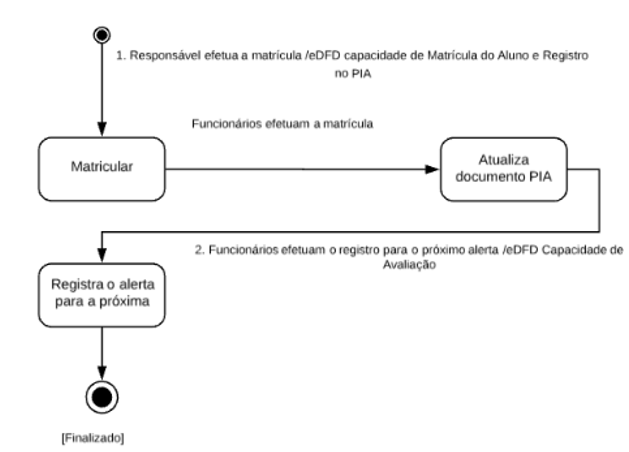 1. Responsável efetua a matrícula /eDFD capacidade de Matrícula do Aluno e Registro
no PIA
Funcionários efetuam a matrícula
Matricular
Atualiza
documento PIA
2. Funcionários efetuam o registro para o próximo alerta /eDFD Capacidade de
Avaliação
Registra o alerta
para a próxima
[Finalizado]